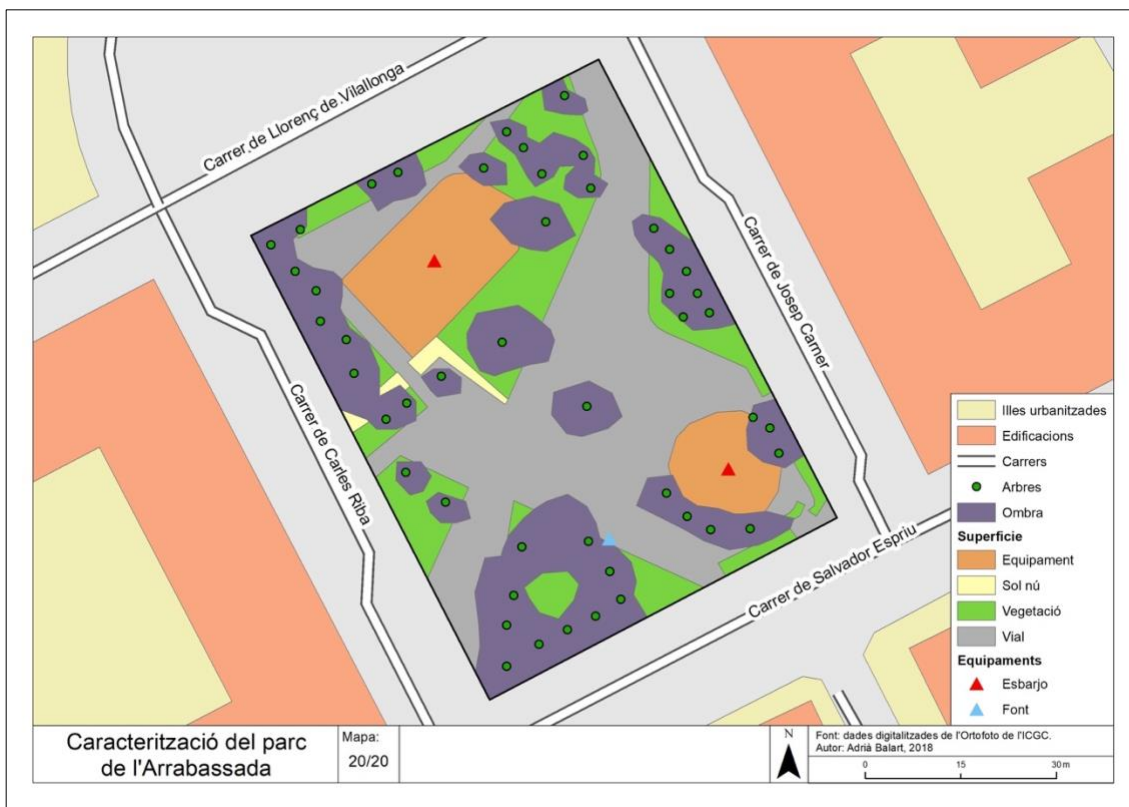 Carrer de Llorenç de Vilallonga
Carrer de Josep Carner
Carrer de Carles Riba
Carrer de Salvador Espriu
Illes urbanitzades
Edificacions
Carrers
Arbres
Ombra
Superfície
Equipament
Sol nú
Vegetació
Vial
Equipaments
Esbarjo
Font
Caracterització del parc
de l'Arrabassada
Mapa:
20/20
N
Font: dades digitalitzades de l'Ortofoto de l'ICGC.
Autor: Adrià Balart, 2018
0 15 30 m